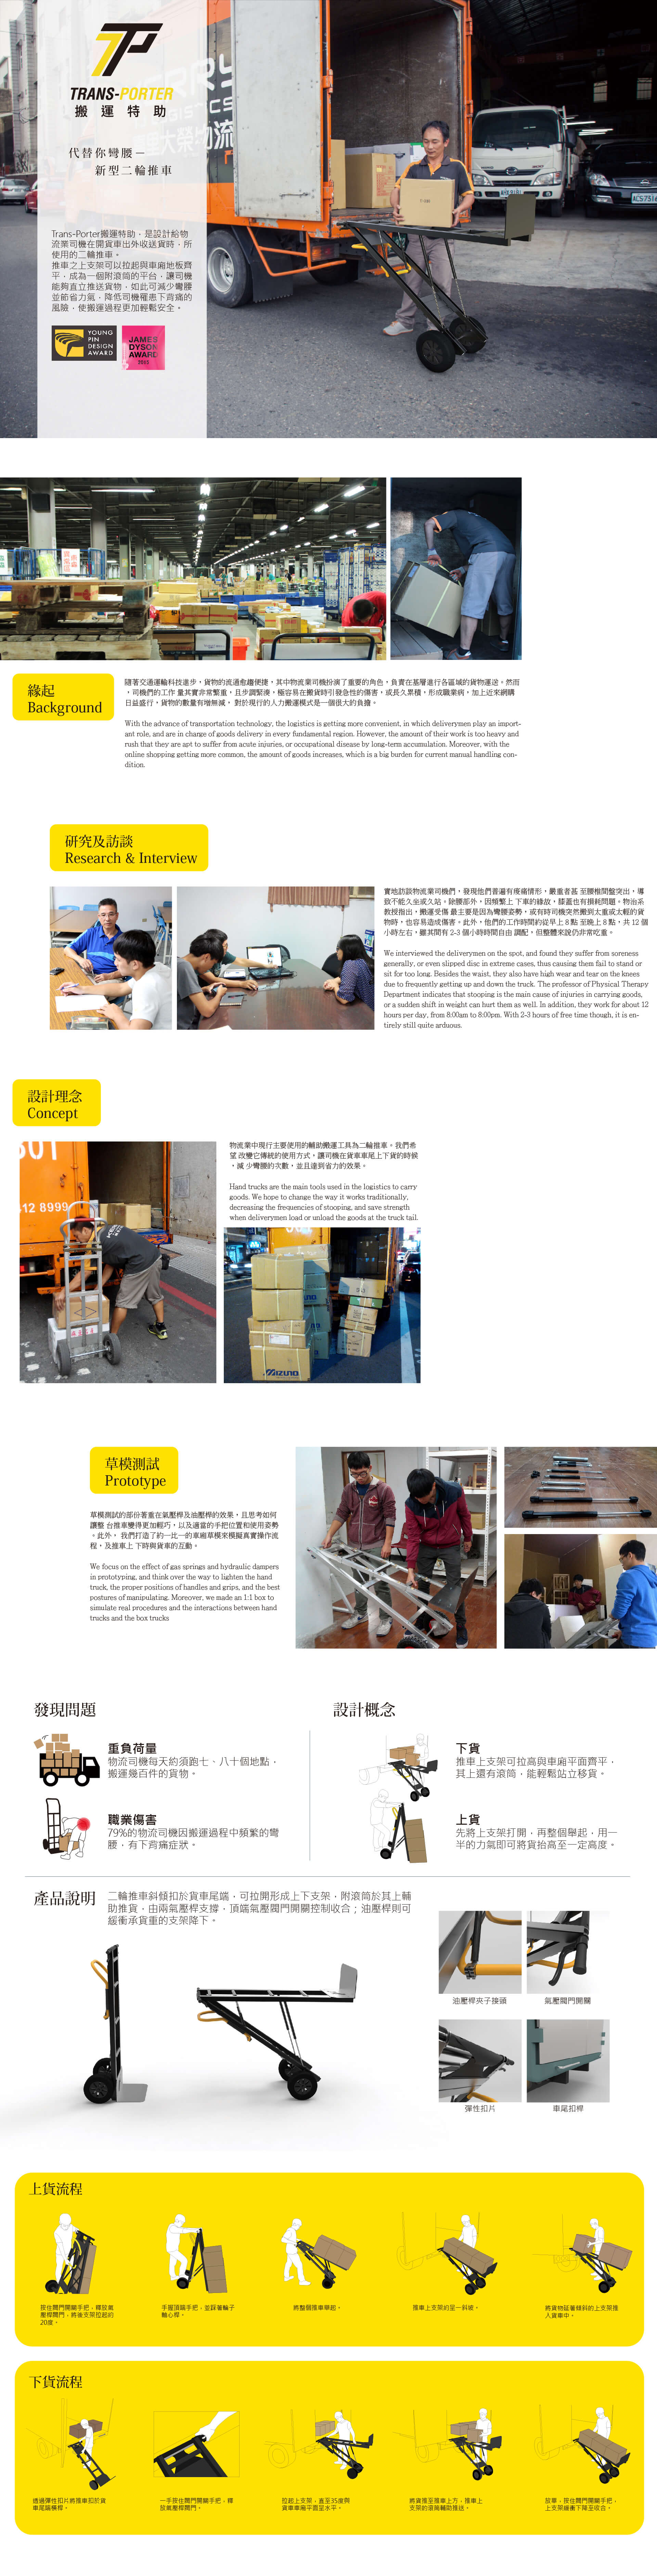 TP
TRANS-PORTER
搬運特助
代替你彎腰－
新型二輪推車
Trans-Porter搬運特助，是設計給物
流業司機在開貨車出外收送貨時，所
使用的二輪推車。
推車之上支架可以拉起與車廂地板齊
平，成為一個附滾筒的平台，讓司機
能夠直立推送貨物，如此可減少彎腰
並節省力氣，降低司機罹患下背痛的
風險，使搬運過程更加輕鬆安全。
YOUNG
PIN
DESIGN
AWARD
JAMES
DYSON
AWARD
大榮物流
緣起
Background
隨著交通運輸科技進步，貨物的流通愈趨便捷，其中物流業司機扮演了重要的角色，負責在基層進行各區域的貨物運送。然而
，司機們的工作 量其實非常繁重，且步調緊湊，極容易在搬貨時引發急性的傷害，或長久累積，形成職業病，加上近來網購
日益盛行，貨物的數量有增無減， 對於現行的人力搬運模式是一個很大的負擔。
With the advance of transportation technology, the logistics is getting more convenient, in which deliverymen play an import-
ant role, and are in charge of goods delivery in every fundamental region. However, the amount of their work is too heavy and
rush that they are apt to suffer from acute injuries, or occupational disease by long-term accumulation. Moreover, with the
online shopping getting more common, the amount of goods increases, which is a big burden for current manual handling con-
dition.
研究及訪談
Research & Interview
實地訪談物流業司機們，發現他們普遍有痠痛情形，嚴重者甚 至腰椎間盤突出，導
致不能久坐或久站。除腰部外，因頻繁上 下車的緣故，膝蓋也有損耗問題。物治系
教授指出，搬運受傷 最主要是因為彎腰姿勢，或有時司機突然搬到太重或太輕的貨
物時，也容易造成傷害。此外，他們的工作時間約從早上 8 點 至晚上 8 點，共 12 個
小時左右，雖其間有 2-3 個小時時間自由 調配，但整體來說仍非常吃重。
We interviewed the deliverymen on the spot, and found they suffer from soreness
generally, or even slipped disc in extreme cases, thus causing them fail to stand or
sit for too long. Besides the waist, they also have high wear and tear on the knees
due to frequently getting up and down the truck. The professor of Physical Therapy
Department indicates that stooping is the main cause of injuries in carrying goods,
or a sudden shift in weight can hurt them as well. In addition, they work for about 12
hours per day, from 8:00am to 8:00pm. With 2-3 hours of free time though, it is en-
tirely still quite arduous.
設計理念
Concept
物流業中現行主要使用的輔助搬運工具為二輪推車。我們希
望 改變它傳統的使用方式，讓司機在貨車車尾上下貨的時候
，減 少彎腰的次數，並且達到省力的效果。
Hand trucks are the main tools used in the logistics to carry
goods. We hope to change the way it works traditionally,
decreasing the frequencies of stooping, and save strength
when deliverymen load or unload the goods at the truck tail.
12 8999
MIZUNO
草模測試
Prototype
草模測試的部份著重在氣壓桿及油壓桿的效果，且思考如何
讓整 台推車變得更加輕巧，以及適當的手把位置和使用姿勢
。此外， 我們打造了約一比一的車廂草模來模擬真實操作流
程，及推車上 下時與貨車的互動。
We focus on the effect of gas springs and hydraulic dampers
in prototyping, and think over the way to lighten the hand
truck, the proper positions of handles and grips, and the best
postures of manipulating. Moreover, we made an 1:1 box to
simulate real procedures and the interactions between hand
trucks and the box trucks
發現問題
重負荷量
物流司機每天約須跑七、八十個地點，
搬運幾百件的貨物。
職業傷害
79%的物流司機因搬運過程中頻繁的彎
腰，有下背痛症狀。
設計概念
下貨
推車上支架可拉高與車廂平面齊平，
其上還有滾筒，能輕鬆站立移貨。
上貨
先將上支架打開，再整個舉起，用一
半的力氣即可將貨抬高至一定高度。
產品說明
二輪推車斜傾扣於貨車尾端，可拉開形成上下支架，附滾筒於其上輔
助推貨，由兩氣壓桿支撐，頂端氣壓閥門開關控制收合；油壓桿則可
緩衝承貨重的支架降下。
油壓桿夾子接頭
氣壓閥門開關
彈性扣片
車尾扣桿
上貨流程
按住閥門開關手把，釋放氣
壓桿閥門，將後支架拉起約
20度。
手握頂端手把，並踩著輪子
軸心桿。
將整個推車舉起。
推車上支架約呈一斜坡。
將貨物延著傾斜的上支架推
入貨車中。
下貨流程
透過彈性扣片將推車扣於貨
車尾端橫桿。
一手按住閥門開關手把，釋
放氣壓桿閥門。
拉起上支架，直至35度與
貨車車廂平面呈水平。
將貨推至推車上方，推車上
支架的滾筒輔助推送。
放畢，按住閥門開關手把，
上支架緩衝下降至收合。